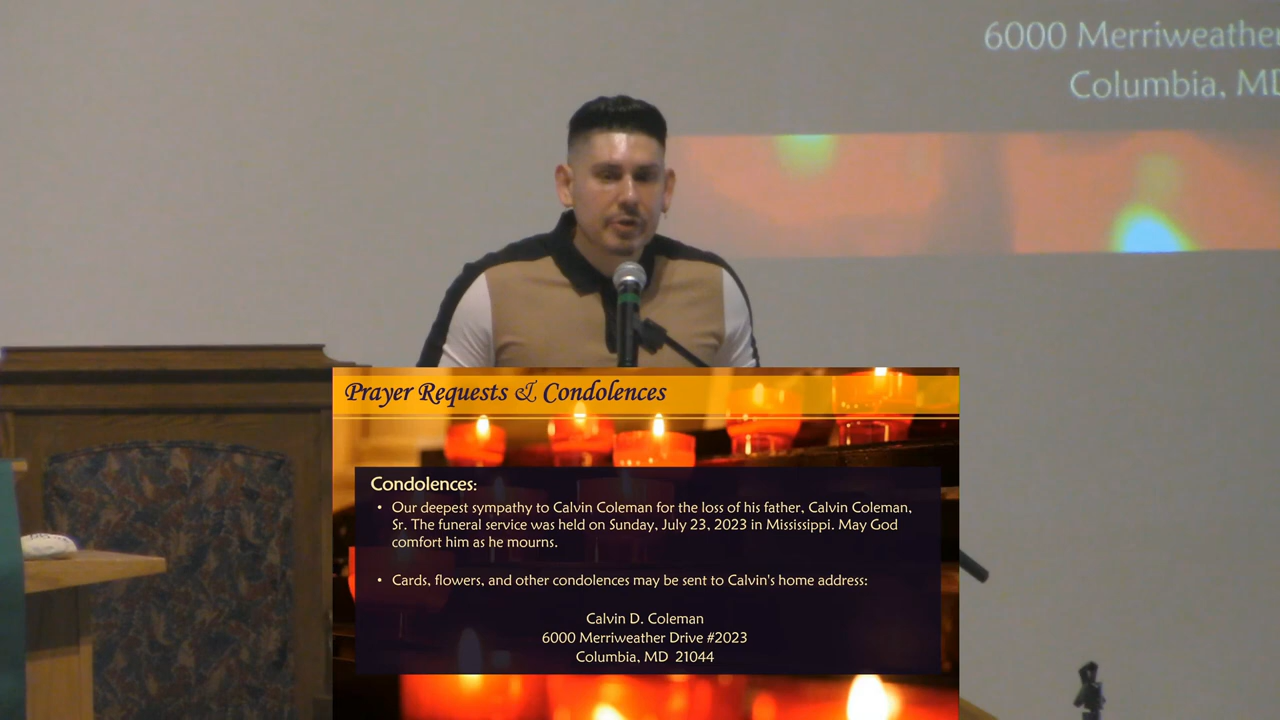 6000 Merriweather
Columbia, MD
Prayer Requests & Condolences
Condolences:
• Our deepest sympathy to Calvin Coleman for the loss of his father, Calvin Coleman,
Sr. The funeral service was held on Sunday, July 23, 2023 in Mississippi. May God
comfort him as he mourns.
• Cards, flowers, and other condolences may be sent to Calvin's home address:
Calvin D. Coleman
6000 Merriweather Drive #2023
Columbia, MD 21044